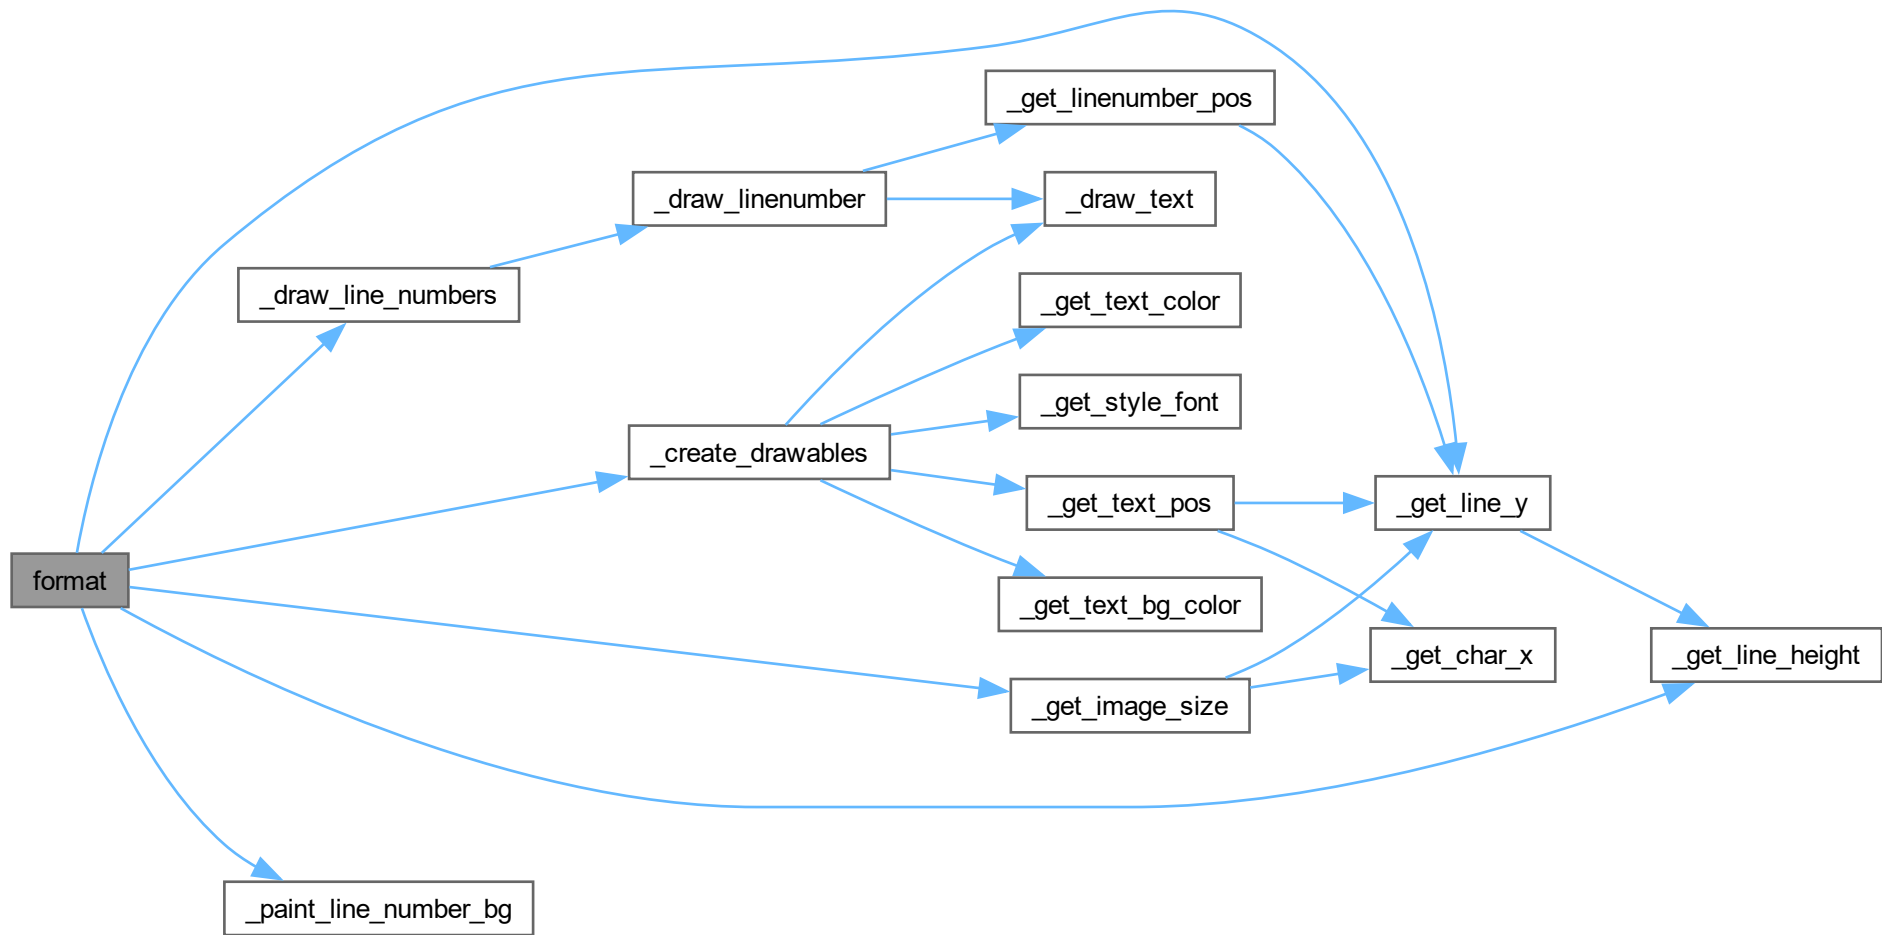 _get_linenumber_pos
_draw_linenumber
_draw_text
_draw_line_numbers
_get_text_color
_get_style_font
_create_drawables
_get_text_pos
_get_line_y
format
_get_text_bg_color
_get_char_x
_get_line_height
_get_image_size
_paint_line_number_bg